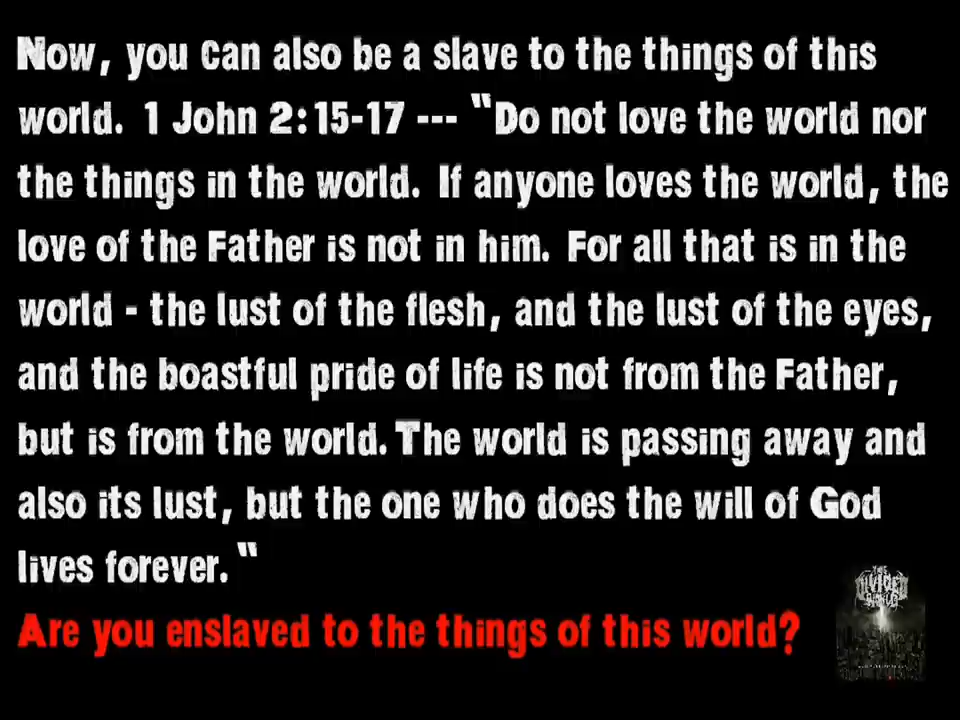 Now, you can also be a slave to the things of this
world. 1 John 2:15-17 --- "Do not love the world nor
the things in the world. If anyone loves the world, the
love of the Father is not in him. For all that is in the
world - the lust of the flesh, and the lust of the eyes,
and the boastful pride of life is not from the Father,
but is from the world. The world is passing away and
also its lust, but the one who does the will of God
lives forever."
Are you enslaved to the things of this world?
THE
DIVIDED